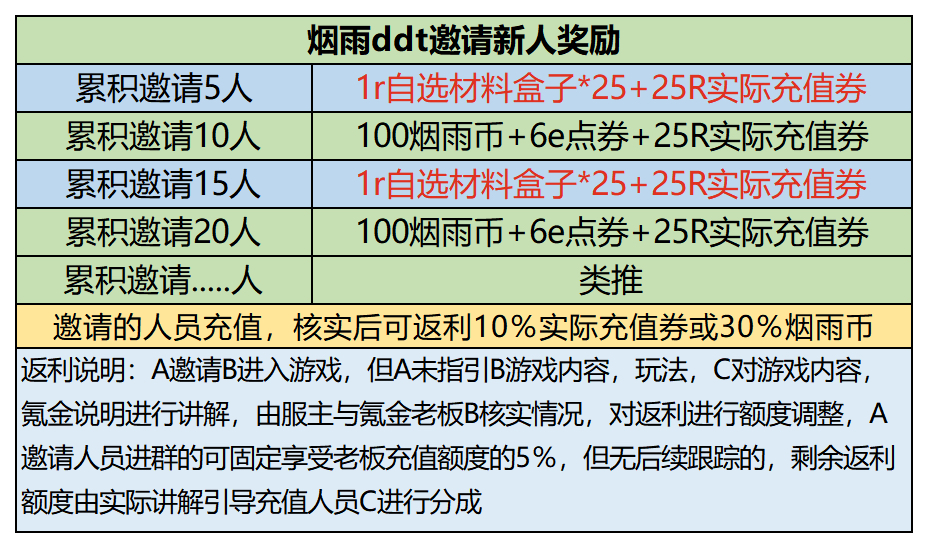 烟雨ddt邀请新人奖励
累积邀请5人 1r自选材料盒子*25+25R实际充值券
累积邀请10人 100烟雨币+6e点券+25R实际充值券
累积邀请15人 1r自选材料盒子*25+25R实际充值券
累积邀请20人 100烟雨币+6e点券+25R实际充值券
累积邀请.....人 类推
邀请的人员充值，核实后可返利10%实际充值券或30%烟雨币
返利说明：A邀请B进入游戏，但A未指引B游戏内容，玩法，C对游戏内容，
氪金说明进行讲解，由服主与氪金老板B核实情况，对返利进行额度调整，A
邀请人员进群的可固定享受老板充值额度的5%，但无后续跟踪的，剩余返利
额度由实际讲解引导充值人员C进行分成